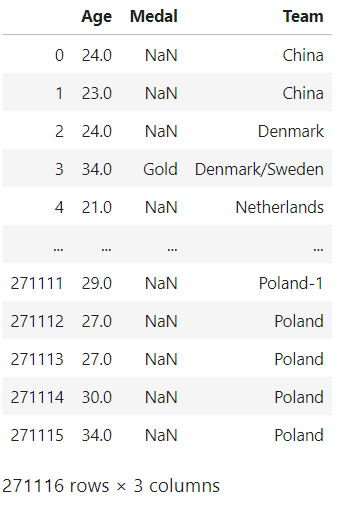 Age Medal Team
0 24.0 NaN China
1 23.0 NaN China
2 24.0 NaN Denmark
3 34.0 Gold Denmark/Sweden
4 21.0 NaN Netherlands
... ... ... ...
271111 29.0 NaN Poland-1
271112 27.0 NaN Poland
271113 27.0 NaN Poland
271114 30.0 NaN Poland
271115 34.0 NaN Poland
271116 rows × 3 columns